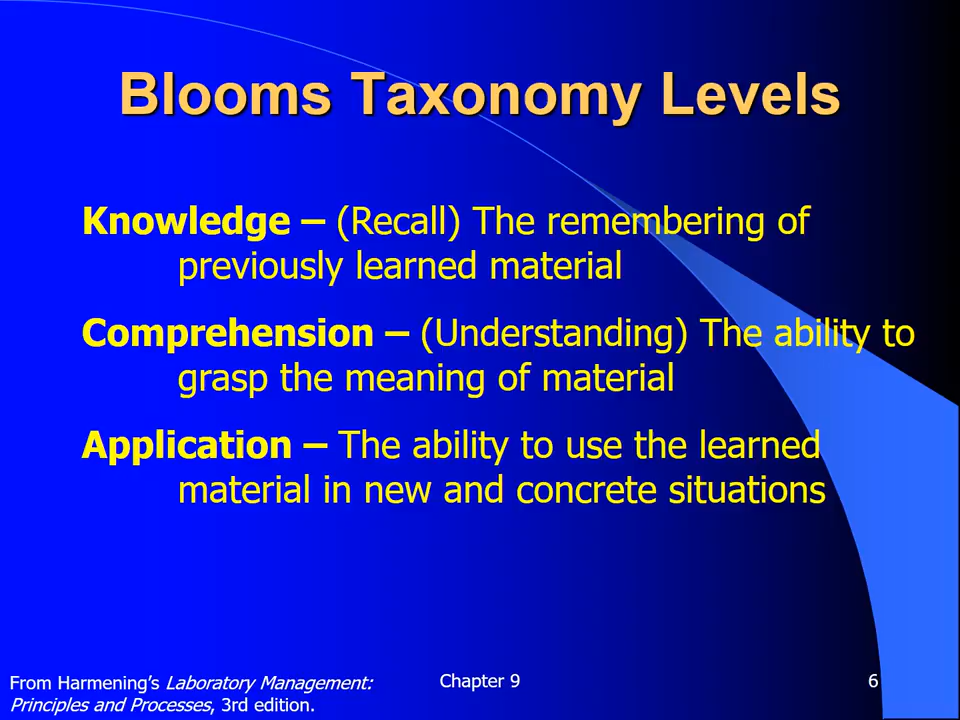 Blooms Taxonomy Levels
Knowledge – (Recall) The remembering of
previously learned material
Comprehension – (Understanding) The ability to
grasp the meaning of material
Application – The ability to use the learned
material in new and concrete situations
From Harmening’s Laboratory Management:
Principles and Processes, 3rd edition.
Chapter 9
6